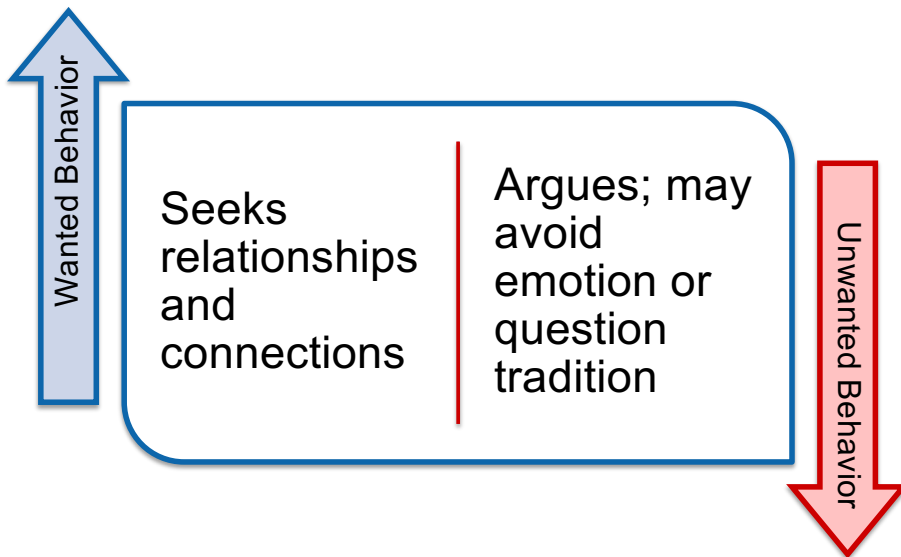 Wanted Behavior
Seeks
relationships
and
connections
Argues; may
avoid
emotion or
question
tradition
Unwanted Behavior